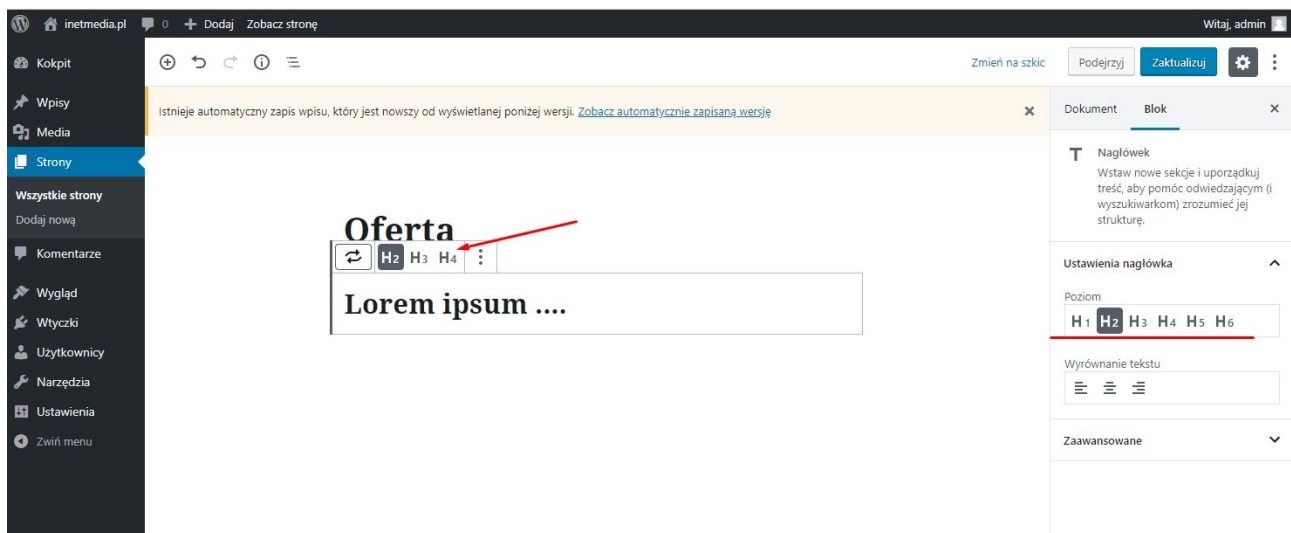 inetmedia.pl 0 Dodaj Zobacz stronę Witaj, admin
Kokpit
Wpisy
Media
Strony
Wszystkie strony
Dodaj nową
Komentarze
Wygląd
Wtyczki
Użytkownicy
Narzędzia
Ustawienia
Zwiń menu
Zmień na szkic Podejrzyj Zaktualizuj
Istnieje automatyczny zapis wpisu, który jest nowszy od wyświetlanej poniżej wersji. Zobacz automatycznie zapisaną wersję
Oferta
H2 H3 H4
Lorem ipsum ....
Dokument Blok
Nagłówek
Wstaw nowe sekcje i uporządkuj
treść, aby pomóc odwiedzającym (i
wyszukiwarkom) zrozumieć jej
strukturę.
Ustawienia nagłówka
Poziom
H1 H2 H3 H4 H5 H6
Wyrównanie tekstu
Zaawansowane